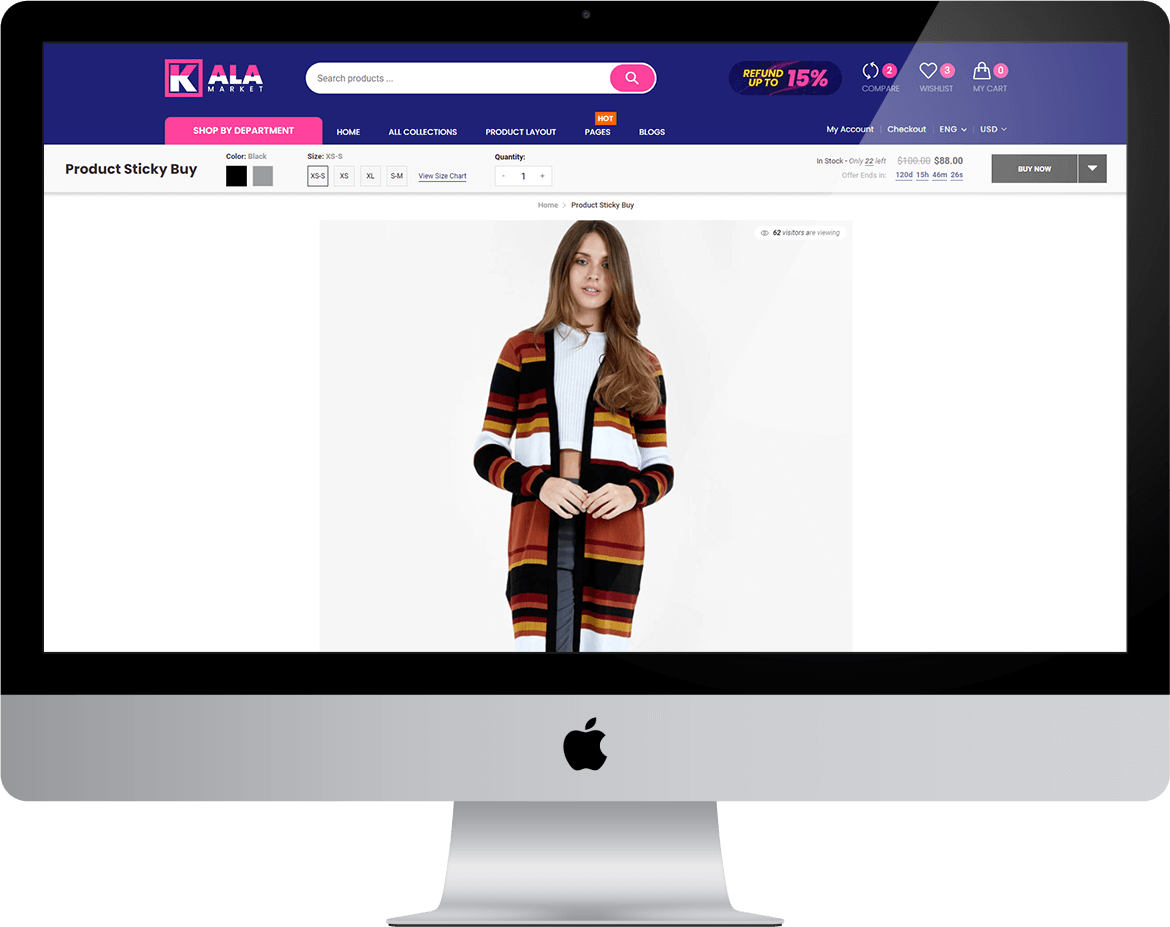 K ALA
MARKET
Search products ...
REFUND
UP TO 15%
2
COMPARE
3
WISHLIST
0
MY CART
SHOP BY DEPARTMENT
HOME
ALL COLLECTIONS
PRODUCT LAYOUT
HOT
PAGES
BLOGS
My Account
Checkout
ENG
USD
Product Sticky Buy
Color: Black
Size: XS-S
XS-S XS XL S-M View Size Chart
Quantity:
- 1 +
In Stock - Only 22 left $100.00 $88.00
Offer Ends in: 120d 15h 46m 26s
BUY NOW
Home > Product Sticky Buy
62 visitors are viewing